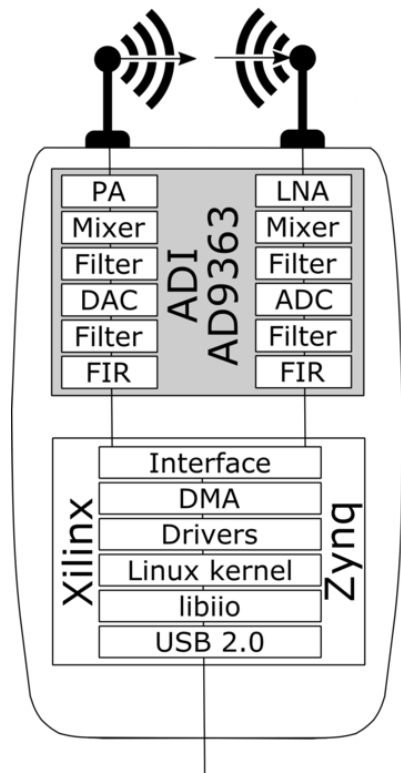 PA
Mixer
Filter
DAC
Filter
FIR
ADI
AD9363
LNA
Mixer
Filter
ADC
Filter
FIR
Xilinx
Interface
DMA
Drivers
Linux kernel
libiio
USB 2.0
Zynq